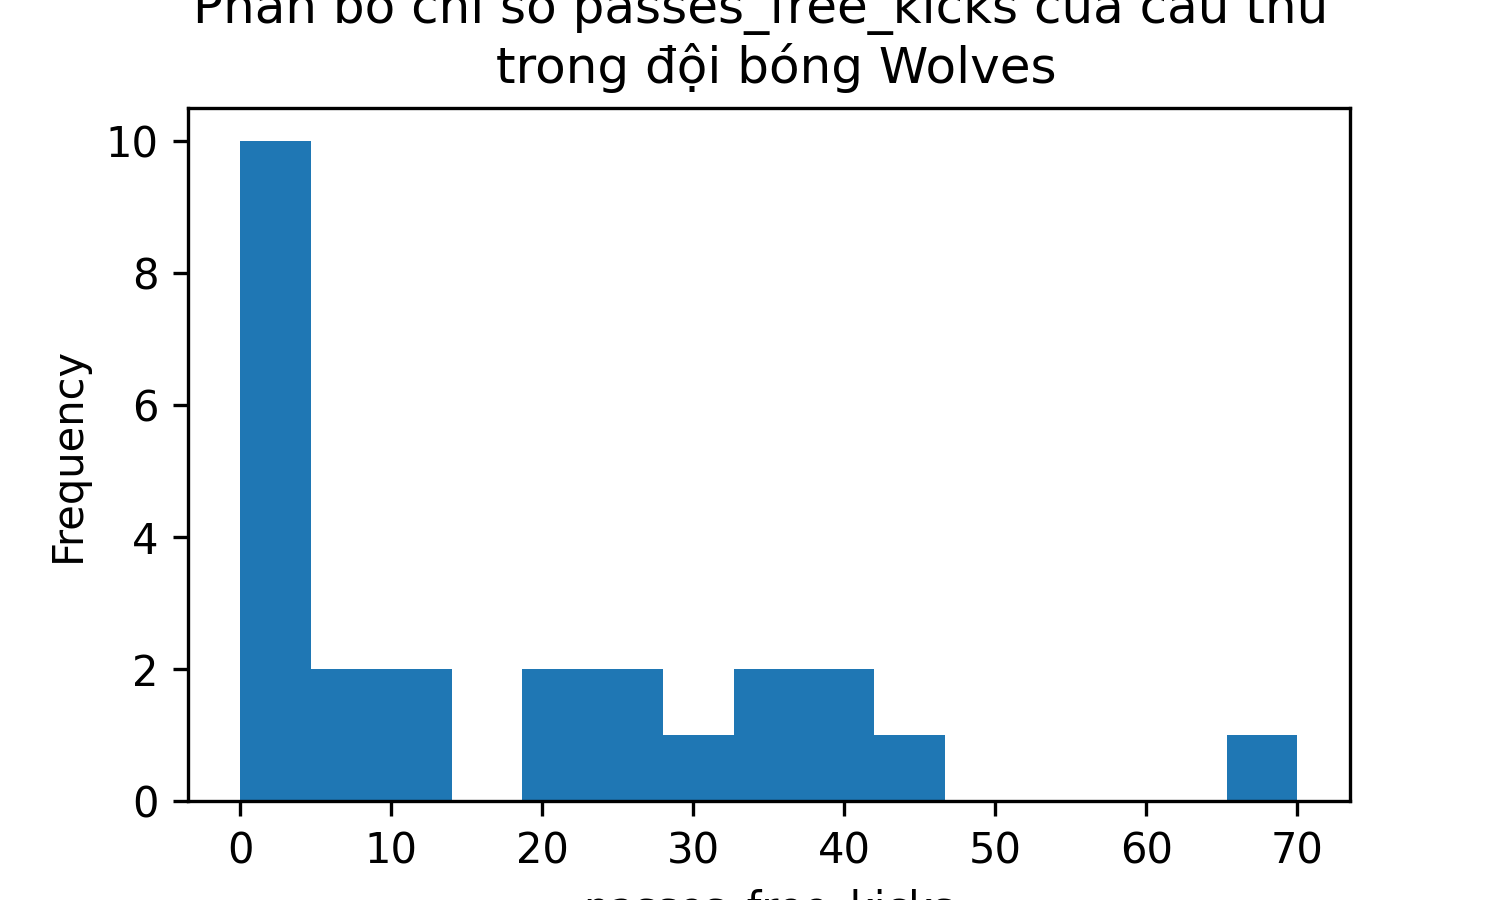 Phân bố chỉ số passes_free_kicks của cầu thủ
trong đội bóng Wolves
10
8
6
4
2
0
Frequency
0 10 20 30 40 50 60 70
passes_free_kicks